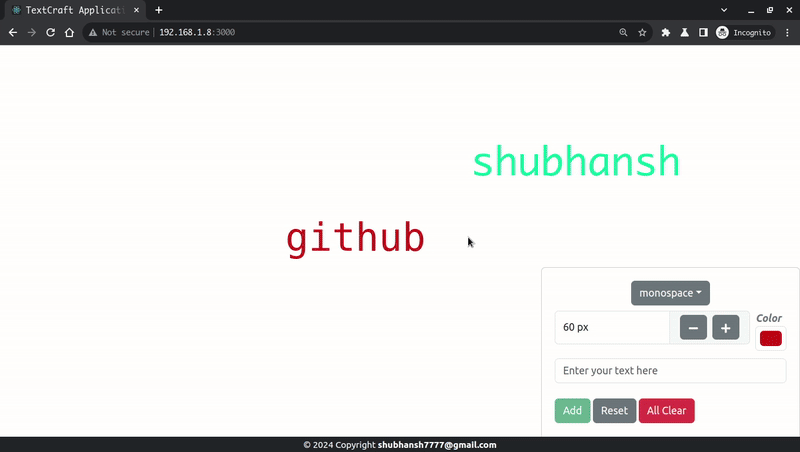 TextCraft Applicat
Not secure 192.168.1.8:3000 Incognito
shubhansh
github
monospace
60 px
Color
Enter your text here
Add Reset All Clear
© 2024 Copyright shubhansh7777@gmail.com